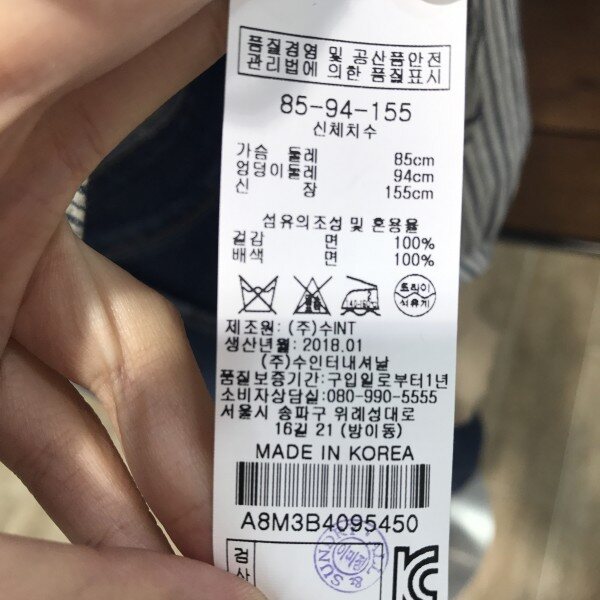 품질경영 및 공산품안전
관리법에 의한 품질표시
85-94-155
신체치수
가슴 둘레 85cm
엉덩이둘레 94cm
신 장 155cm
섬유의조성 및 혼용율
겉감 면 100%
배색 면 100%
드라이
석유계
제조원: (주)수INT
생산년월: 2018.01
(주)수인터내셔날
품질보증기간: 구입일로부터1년
소비자상담실:080-990-5555
서울시 송파구 위례성대로
16길 21 (방이동)
MADE IN KOREA
A8M3B4095450
검